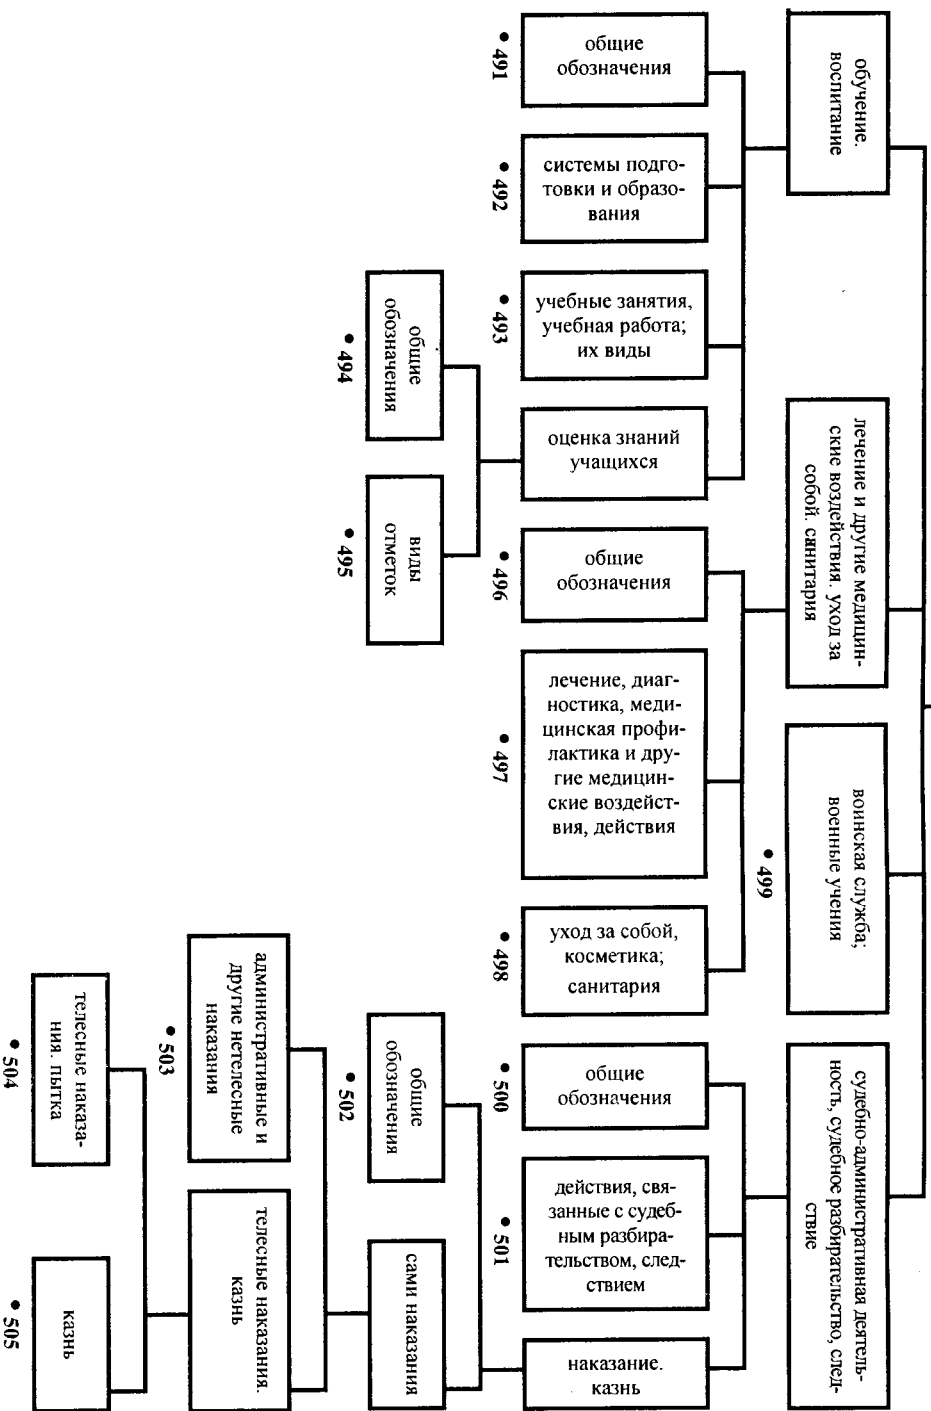 обучение.
воспитание
лечение и другие медицин-
ские воздействия. уход за
собой. санитария
воинская служба;
военные учения
• 499
судебно-административная деятель-
ность, судебное разбирательство, след-
ствие
общие
обозначения
• 491
системы подго-
товки и образо-
вания
• 492
учебные занятия,
учебная работа;
их виды
• 493
оценка знаний
учащихся
общие
обозначения
• 494
виды
отметок
• 495
общие
обозначения
• 496
лечение, диаг-
ностика, меди-
цинская профи-
лактика и дру-
гие медицин-
ские воздейст-
вия, действия
• 497
уход за собой,
косметика;
санитария
• 498
общие
обозначения
• 500
действия, свя-
занные с судеб-
ным разбира-
тельством, след-
ствием
• 501
наказание.
казнь
общие
обозначения
• 502
сами наказания
административные и
другие нетелесные
наказания
• 503
телесные наказания.
казнь
телесные наказа-
ния. пытка
• 504
казнь
• 505